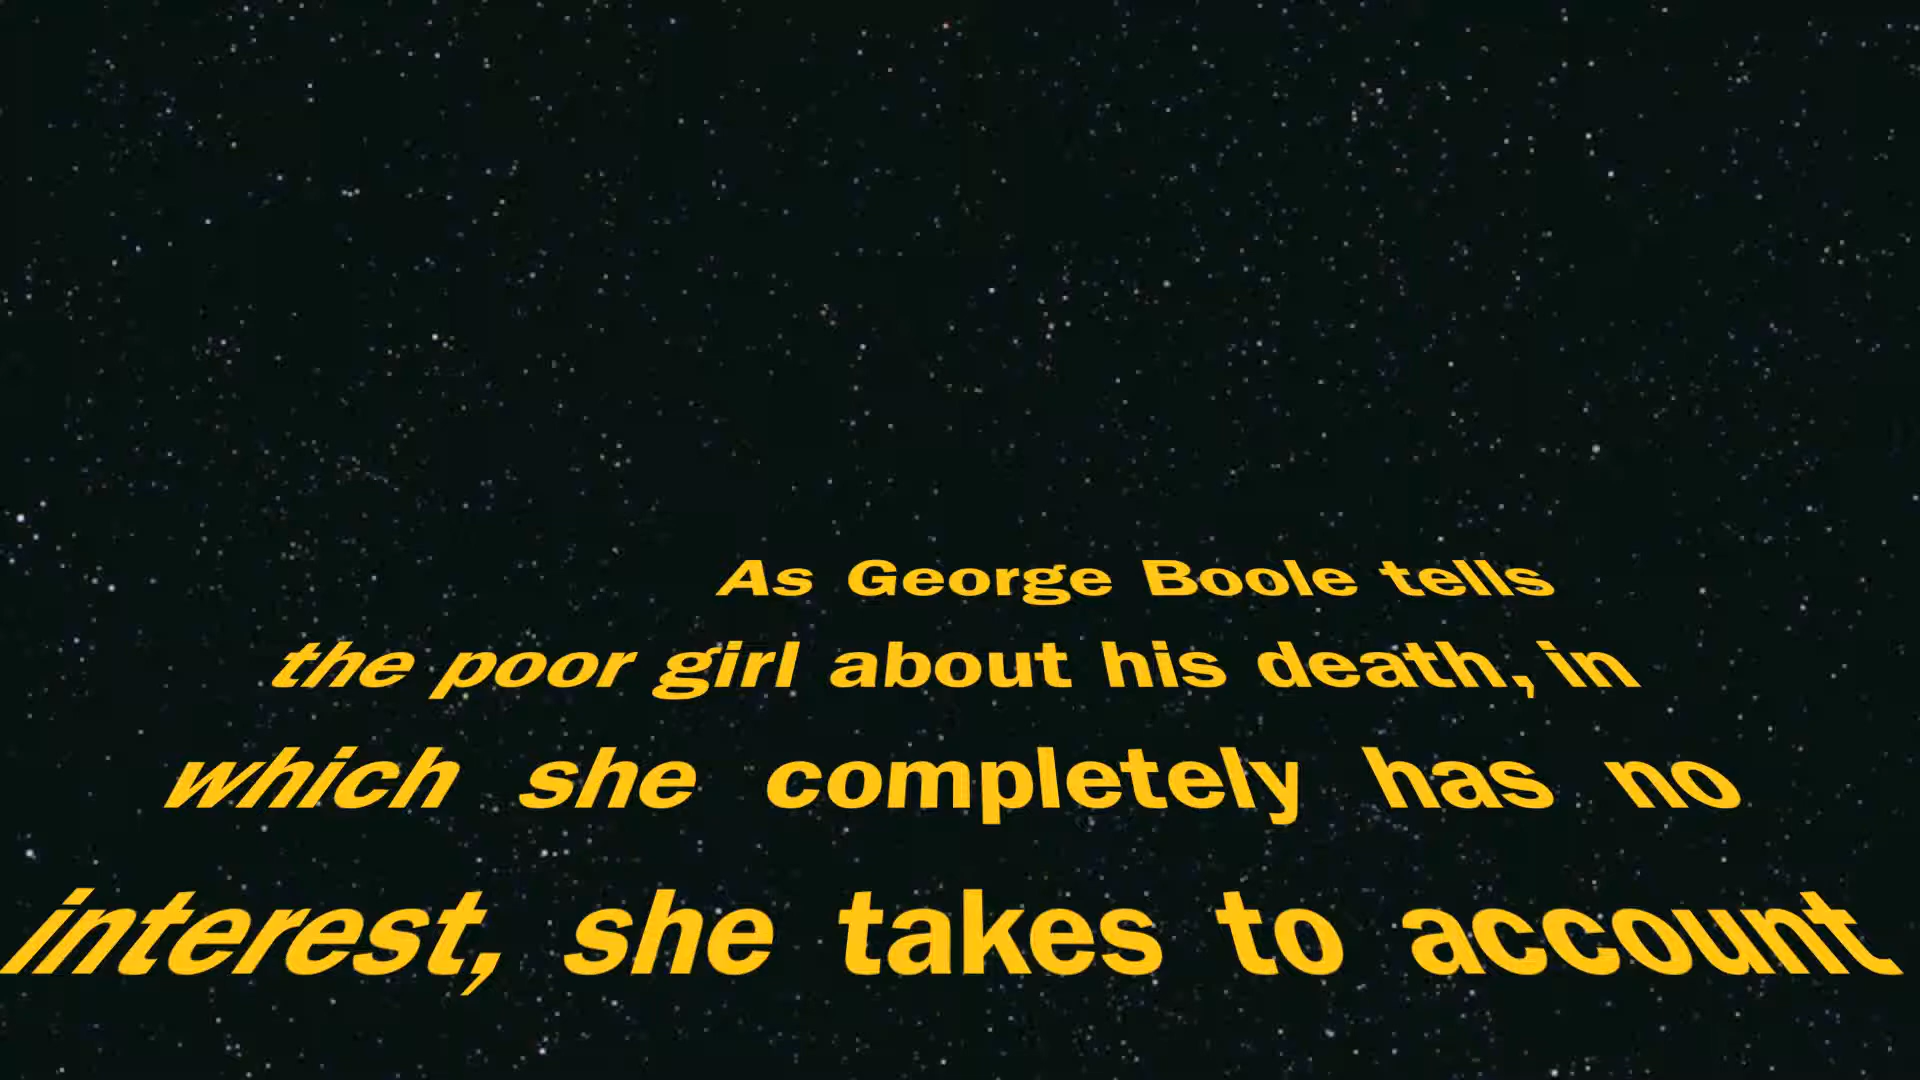 As George Boole tells
the poor girl about his death, in
which she completely has no
interest, she takes to account